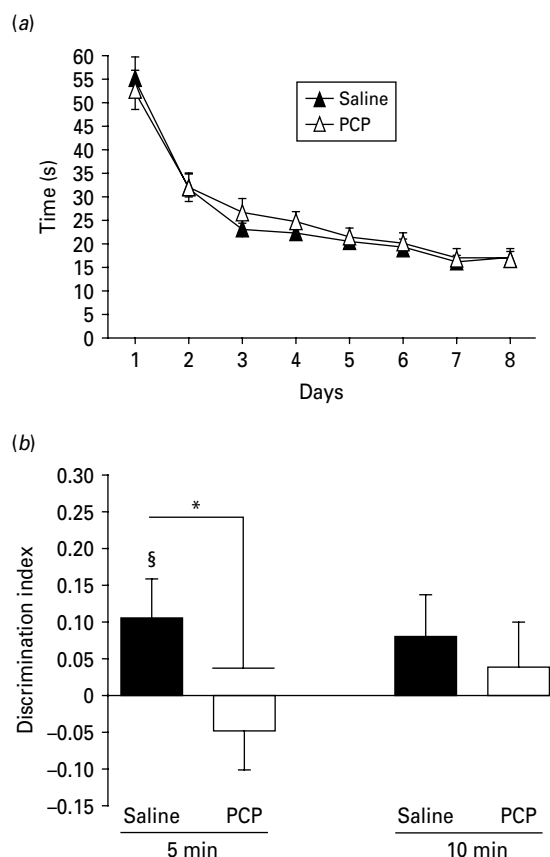 (a)
60
55
50
45
40
35
30
25
20
15
10
5
0
Time (s)
Saline
PCP
1 2 3 4 5 6 7 8
Days
(b)
0.30
0.25
0.20
0.15
0.10
0.05
0
–0.05
–0.10
–0.15
Discrimination index
*
§
Saline PCP Saline PCP
5 min 10 min